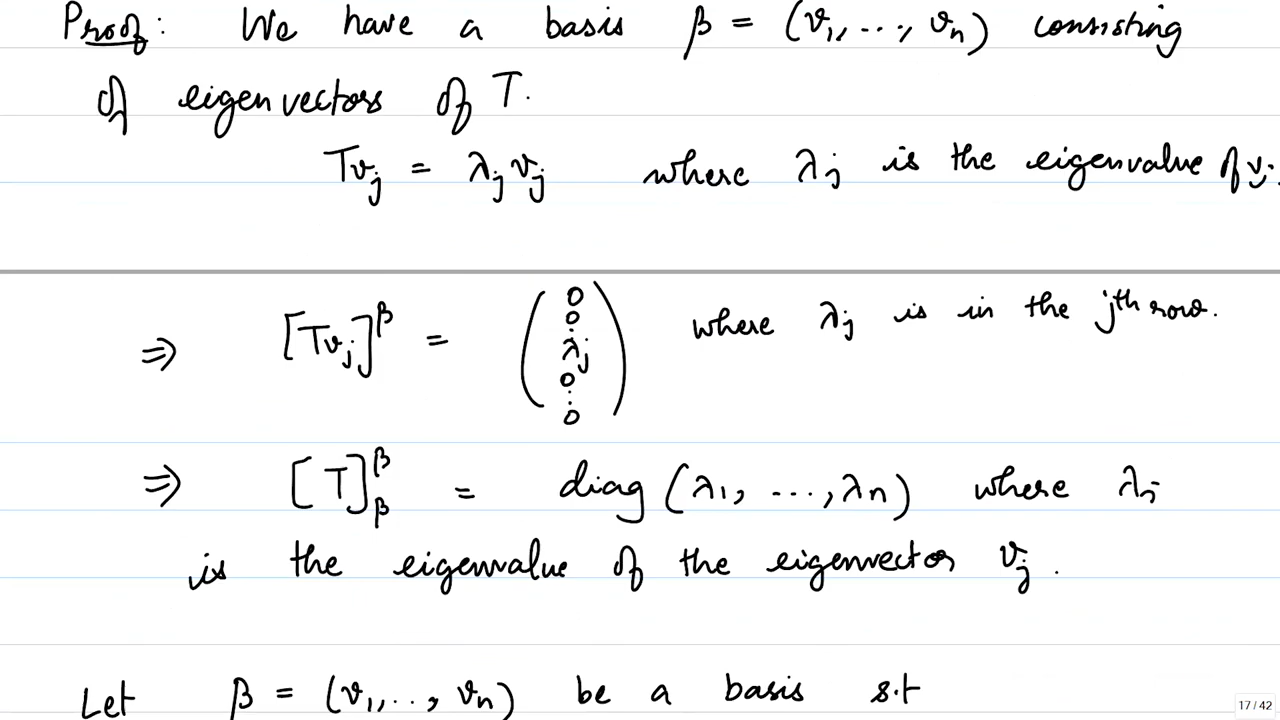 Proof: We have a basis β = (v₁, ..., vₙ) consisting
of eigenvectors of T.
Tvⱼ = λⱼ vⱼ where λⱼ is the eigenvalue of vⱼ.
⇒ [Tvⱼ]^β = (0 0 ⋮ λⱼ 0 ⋮ 0) where λⱼ is in the jth row.
⇒ [T]^β_β = diag (λ₁, ..., λₙ) where λⱼ
is the eigenvalue of the eigenvector vⱼ.
Let β = (v₁, .., vₙ) be a basis s.t
17 / 42